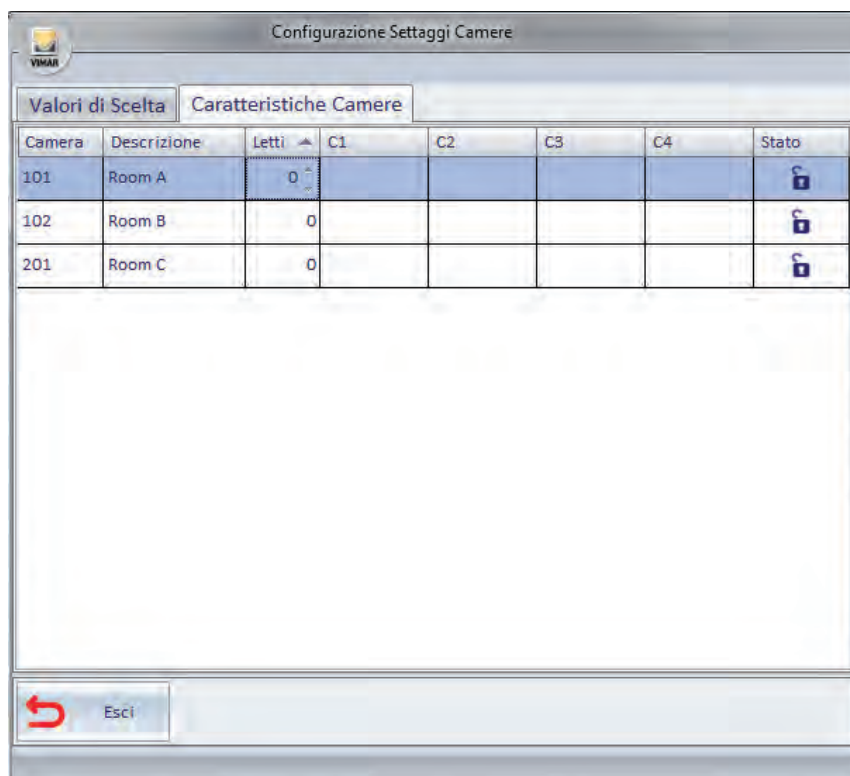 Configurazione Settaggi Camere
VIMAR
Valori di Scelta Caratteristiche Camere
Camera Descrizione Letti C1 C2 C3 C4 Stato
101 Room A 0
102 Room B 0
201 Room C 0
Esci